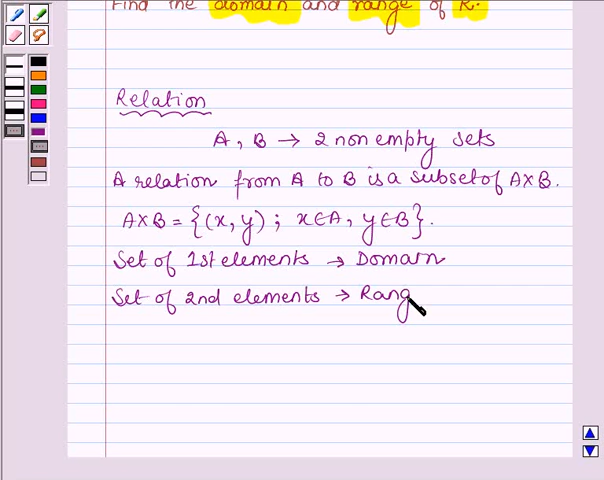 Find the domain and range of R.
Relation
A, B → 2 non empty sets
A relation from A to B is a subset of A×B.
A×B = {(x, y) ; x∈A, y∈B}.
Set of 1st elements → Domain
Set of 2nd elements → Rang